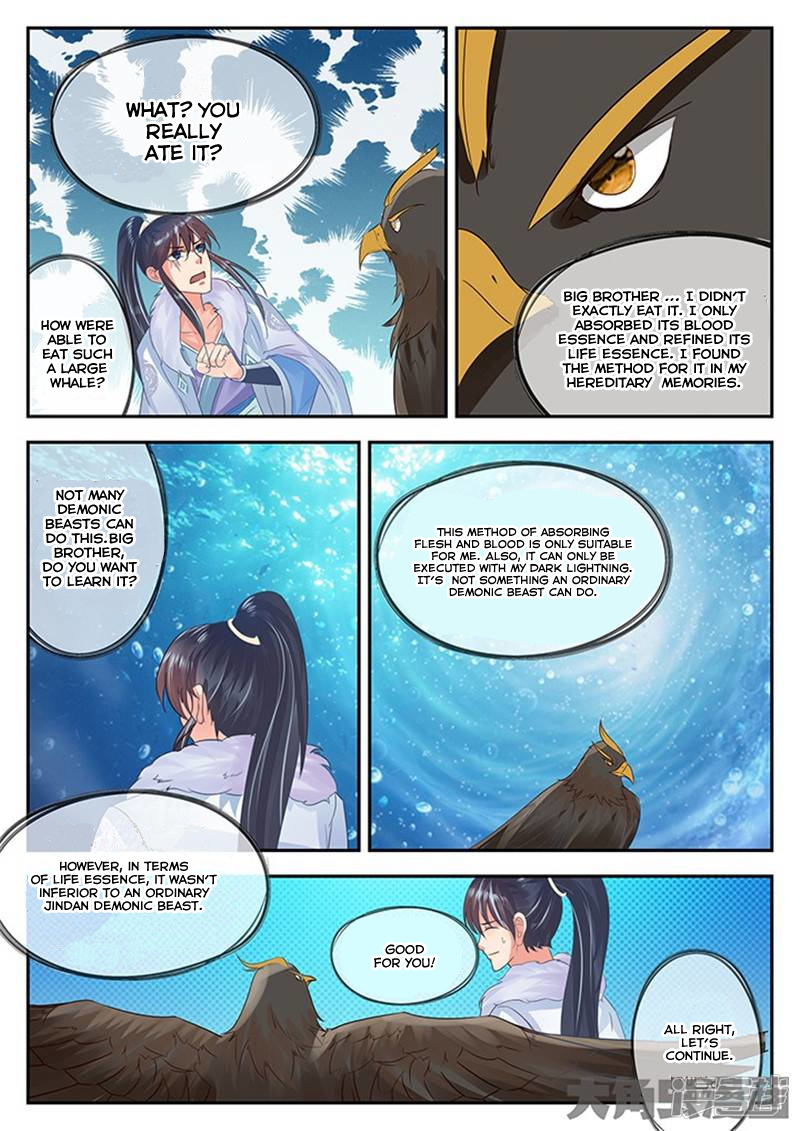 WHAT? YOU
REALLY
ATE IT?
HOW WERE
ABLE TO
EAT SUCH
A LARGE
WHALE?
BIG BROTHER ... I DIDN'T
EXACTLY EAT IT. I ONLY
ABSORBED ITS BLOOD
ESSENCE AND REFINED ITS
LIFE ESSENCE. I FOUND
THE METHOD FOR IT IN MY
HEREDITARY MEMORIES.
NOT MANY
DEMONIC
BEASTS CAN
DO THIS.BIG
BROTHER,
DO YOU WANT
TO LEARN IT?
THIS METHOD OF ABSORBING
FLESH AND BLOOD IS ONLY SUITABLE
FOR ME. ALSO, IT CAN ONLY BE
EXECUTED WITH MY DARK LIGHTNING.
IT'S NOT SOMETHING AN ORDINARY
DEMONIC BEAST CAN DO.
HOWEVER, IN TERMS
OF LIFE ESSENCE, IT WASN'T
INFERIOR TO AN ORDINARY
JINDAN DEMONIC BEAST.
GOOD
FOR YOU!
ALL RIGHT,
LET'S
CONTINUE.
大角虫漫画